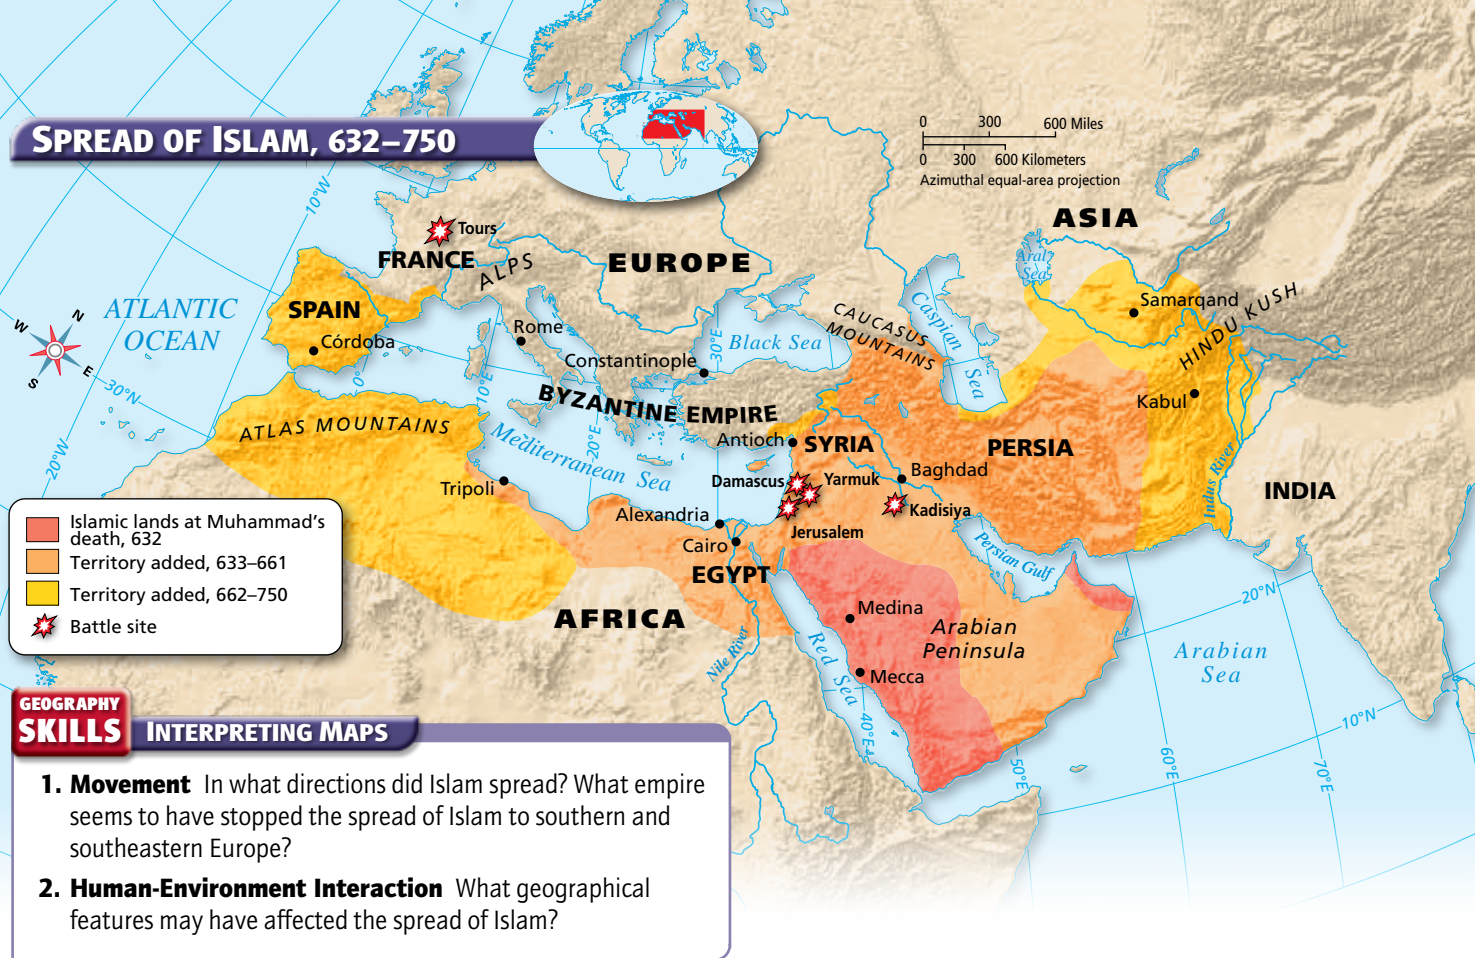 SPREAD OF ISLAM, 632–750
0 300 600 Miles
0 300 600 Kilometers
Azimuthal equal-area projection
ASIA
10°W
Tours
FRANCE
ALPS
EUROPE
Aral
Sea
Samarqand
HINDU KUSH
ATLANTIC
OCEAN
SPAIN
Córdoba
Rome
Constantinople
30°E
Black Sea
CAUCASUS
MOUNTAINS
Caspian
Sea
N
W
E
S
30°N
0°
10°E
BYZANTINE EMPIRE
Kabul
20°W
ATLAS MOUNTAINS
Mediterranean Sea
20°E
Antioch
SYRIA
PERSIA
Baghdad
Tripoli
Damascus
Yarmuk
Kadisiya
Indus River
INDIA
Alexandria
Jerusalem
Cairo
EGYPT
Persian Gulf
AFRICA
Medina
Arabian
Peninsula
Mecca
Nile River
Red Sea
20°N
Arabian
Sea
10°N
40°E
50°E
60°E
70°E
Islamic lands at Muhammad’s
death, 632
Territory added, 633–661
Territory added, 662–750
Battle site
GEOGRAPHY
SKILLS
INTERPRETING MAPS
1. Movement In what directions did Islam spread? What empire
seems to have stopped the spread of Islam to southern and
southeastern Europe?
2. Human-Environment Interaction What geographical
features may have affected the spread of Islam?